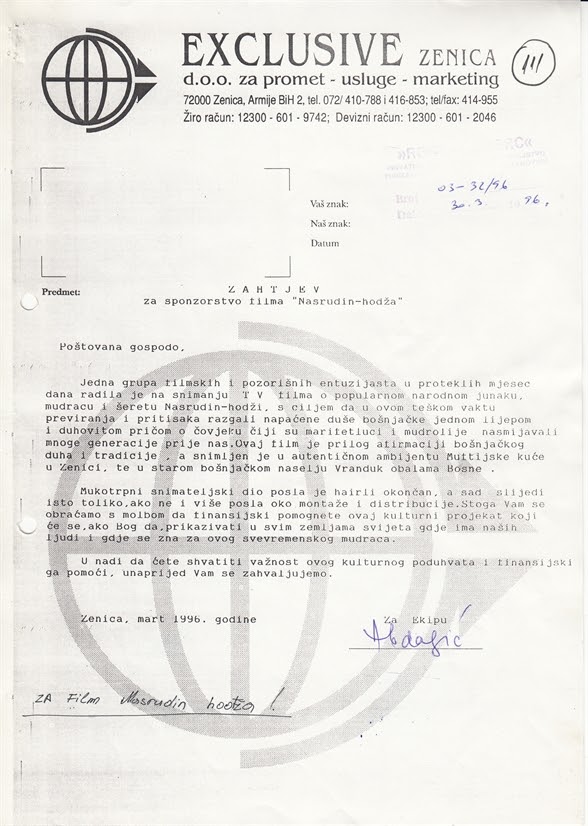 EXCLUSIVE ZENICA
d.o.o. za promet - usluge - marketing
72000 Zenica, Armije BiH 2, tel. 072/ 410-788 i 416-853; tel/fax: 414-955
Žiro račun: 12300 - 601 - 9742; Devizni račun: 12300 - 601 - 2046
Vaš znak:
Naš znak:
Datum
03-32/96
30. 3. 96.
Predmet:
Z A H T J E V
za sponzorstvo filma "Nasrudin-hodža"
Poštovana gospodo,
Jedna grupa filmskih i pozorišnih entuzijasta u proteklih mjesec
dana radila je na snimanju T V filma o popularnom narodnom junaku,
mudracu i šeretu Nasrudin-hodži, s ciljem da u ovom teškom vaktu
previranja i pritisaka razgali napaćene duše bošnjačke jednom lijepom
i duhovitom pričom o čovjeku čiji su marifetluci i mudrolije nasmijavali
mnoge generacije prije nas.Ovaj film je prilog afirmaciji bošnjačkog
duha i tradicije , a snimljen je u autentičnom ambijentu Muftijske kuće
u Zenici, te u starom bošnjačkom naselju Vranduk obalama Bosne .
Mukotrpni snimateljski dio posla je hairli okončan, a sad slijedi
isto toliko,ako ne i više posla oko montaže i distribucije.Stoga Vam se
obraćamo s molbom da finansijski pomognete ovaj kulturni projekat koji
će se,ako Bog da,prikazivati u svim zemljama svijeta gdje ima naših
ljudi i gdje se zna za ovog svevremenskog mudraca.
U nadi da ćete shvatiti važnost ovog kulturnog poduhvata i finansijski
ga pomoći, unaprijed Vam se zahvaljujemo.
Zenica, mart 1996. godine
Za Ekipu
Abdagić
ZA Film Nasrudin hodža !